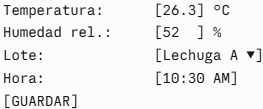 Temperatura:     [26.3] °C
Humedad rel.:    [52  ] %
Lote:            [Lechuga A ▼]
Hora:            [10:30 AM]
[GUARDAR]